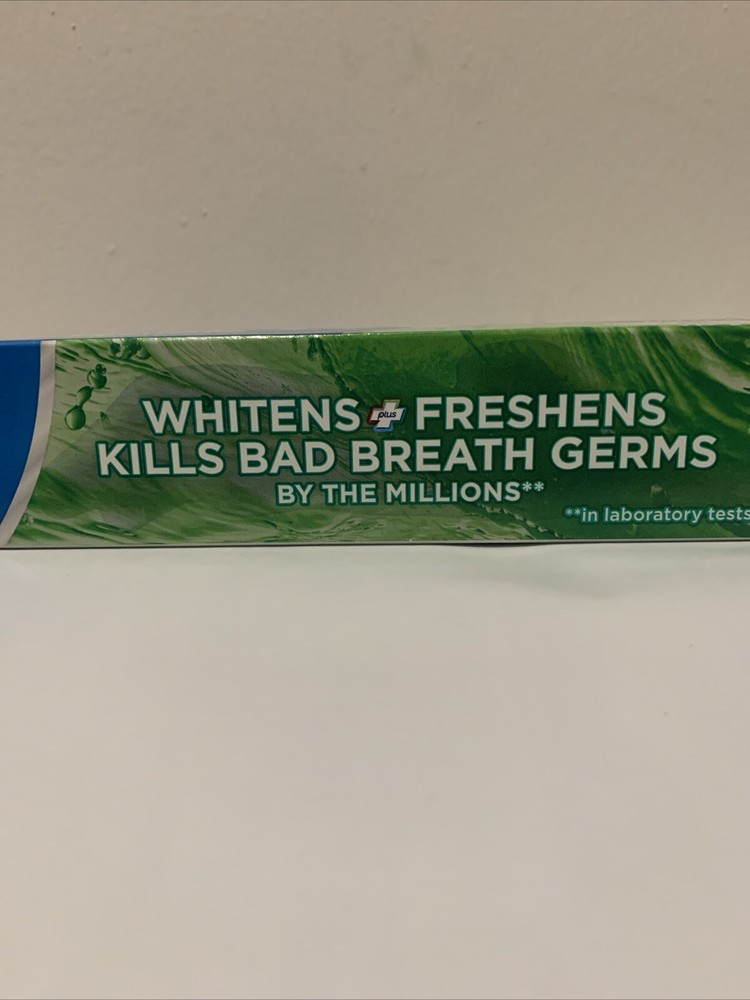 WHITENS plus FRESHENS
KILLS BAD BREATH GERMS
BY THE MILLIONS**
**in laboratory tests